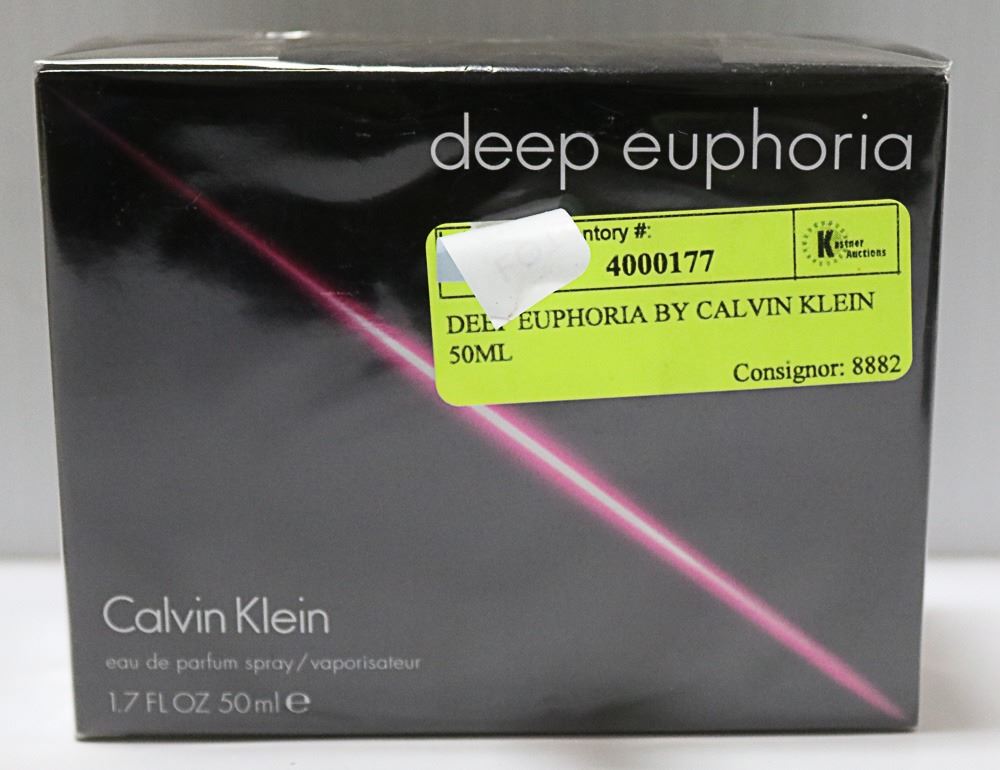 deep euphoria
ntory #:
4000177
Kastner
Auctions
DEEP EUPHORIA BY CALVIN KLEIN
50ML
Consignor: 8882
Calvin Klein
eau de parfum spray/vaporisateur
1.7 FL OZ 50 ml e